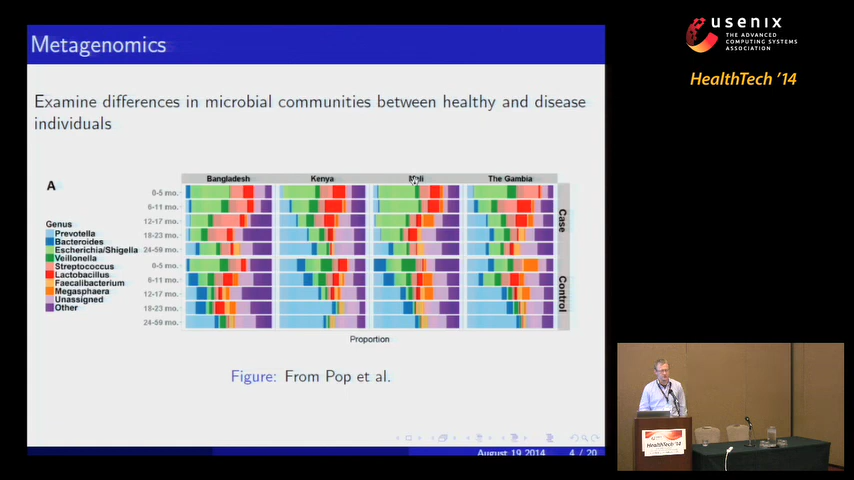 Metagenomics
Examine differences in microbial communities between healthy and disease
individuals
A
Bangladesh Kenya Mali The Gambia
Genus
Prevotella
Bacteroides
Escherichia/Shigella
Veillonella
Streptococcus
Lactobacillus
Faecalibacterium
Megasphaera
Unassigned
Other
0-5 mo.
6-11 mo.
12-17 mo.
18-23 mo.
24-59 mo.
Case
0-5 mo.
6-11 mo.
12-17 mo.
18-23 mo.
24-59 mo.
Control
Proportion
Figure: From Pop et al.
August 19 2014 4 / 20
usenix
THE ADVANCED
COMPUTING SYSTEMS
ASSOCIATION
HealthTech '14
HealthTech '14